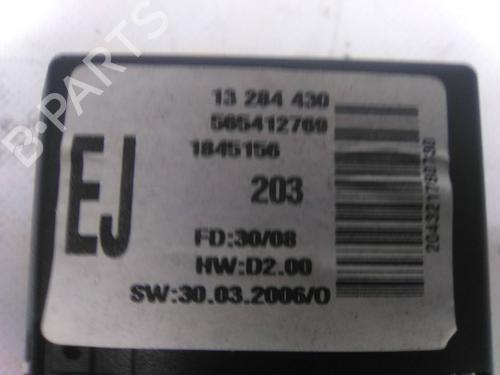 13 284 430
565412769
1845156
EJ
203
FD:30/08
HW:D2.00
SW:30.03.2006/0
B-PARTS